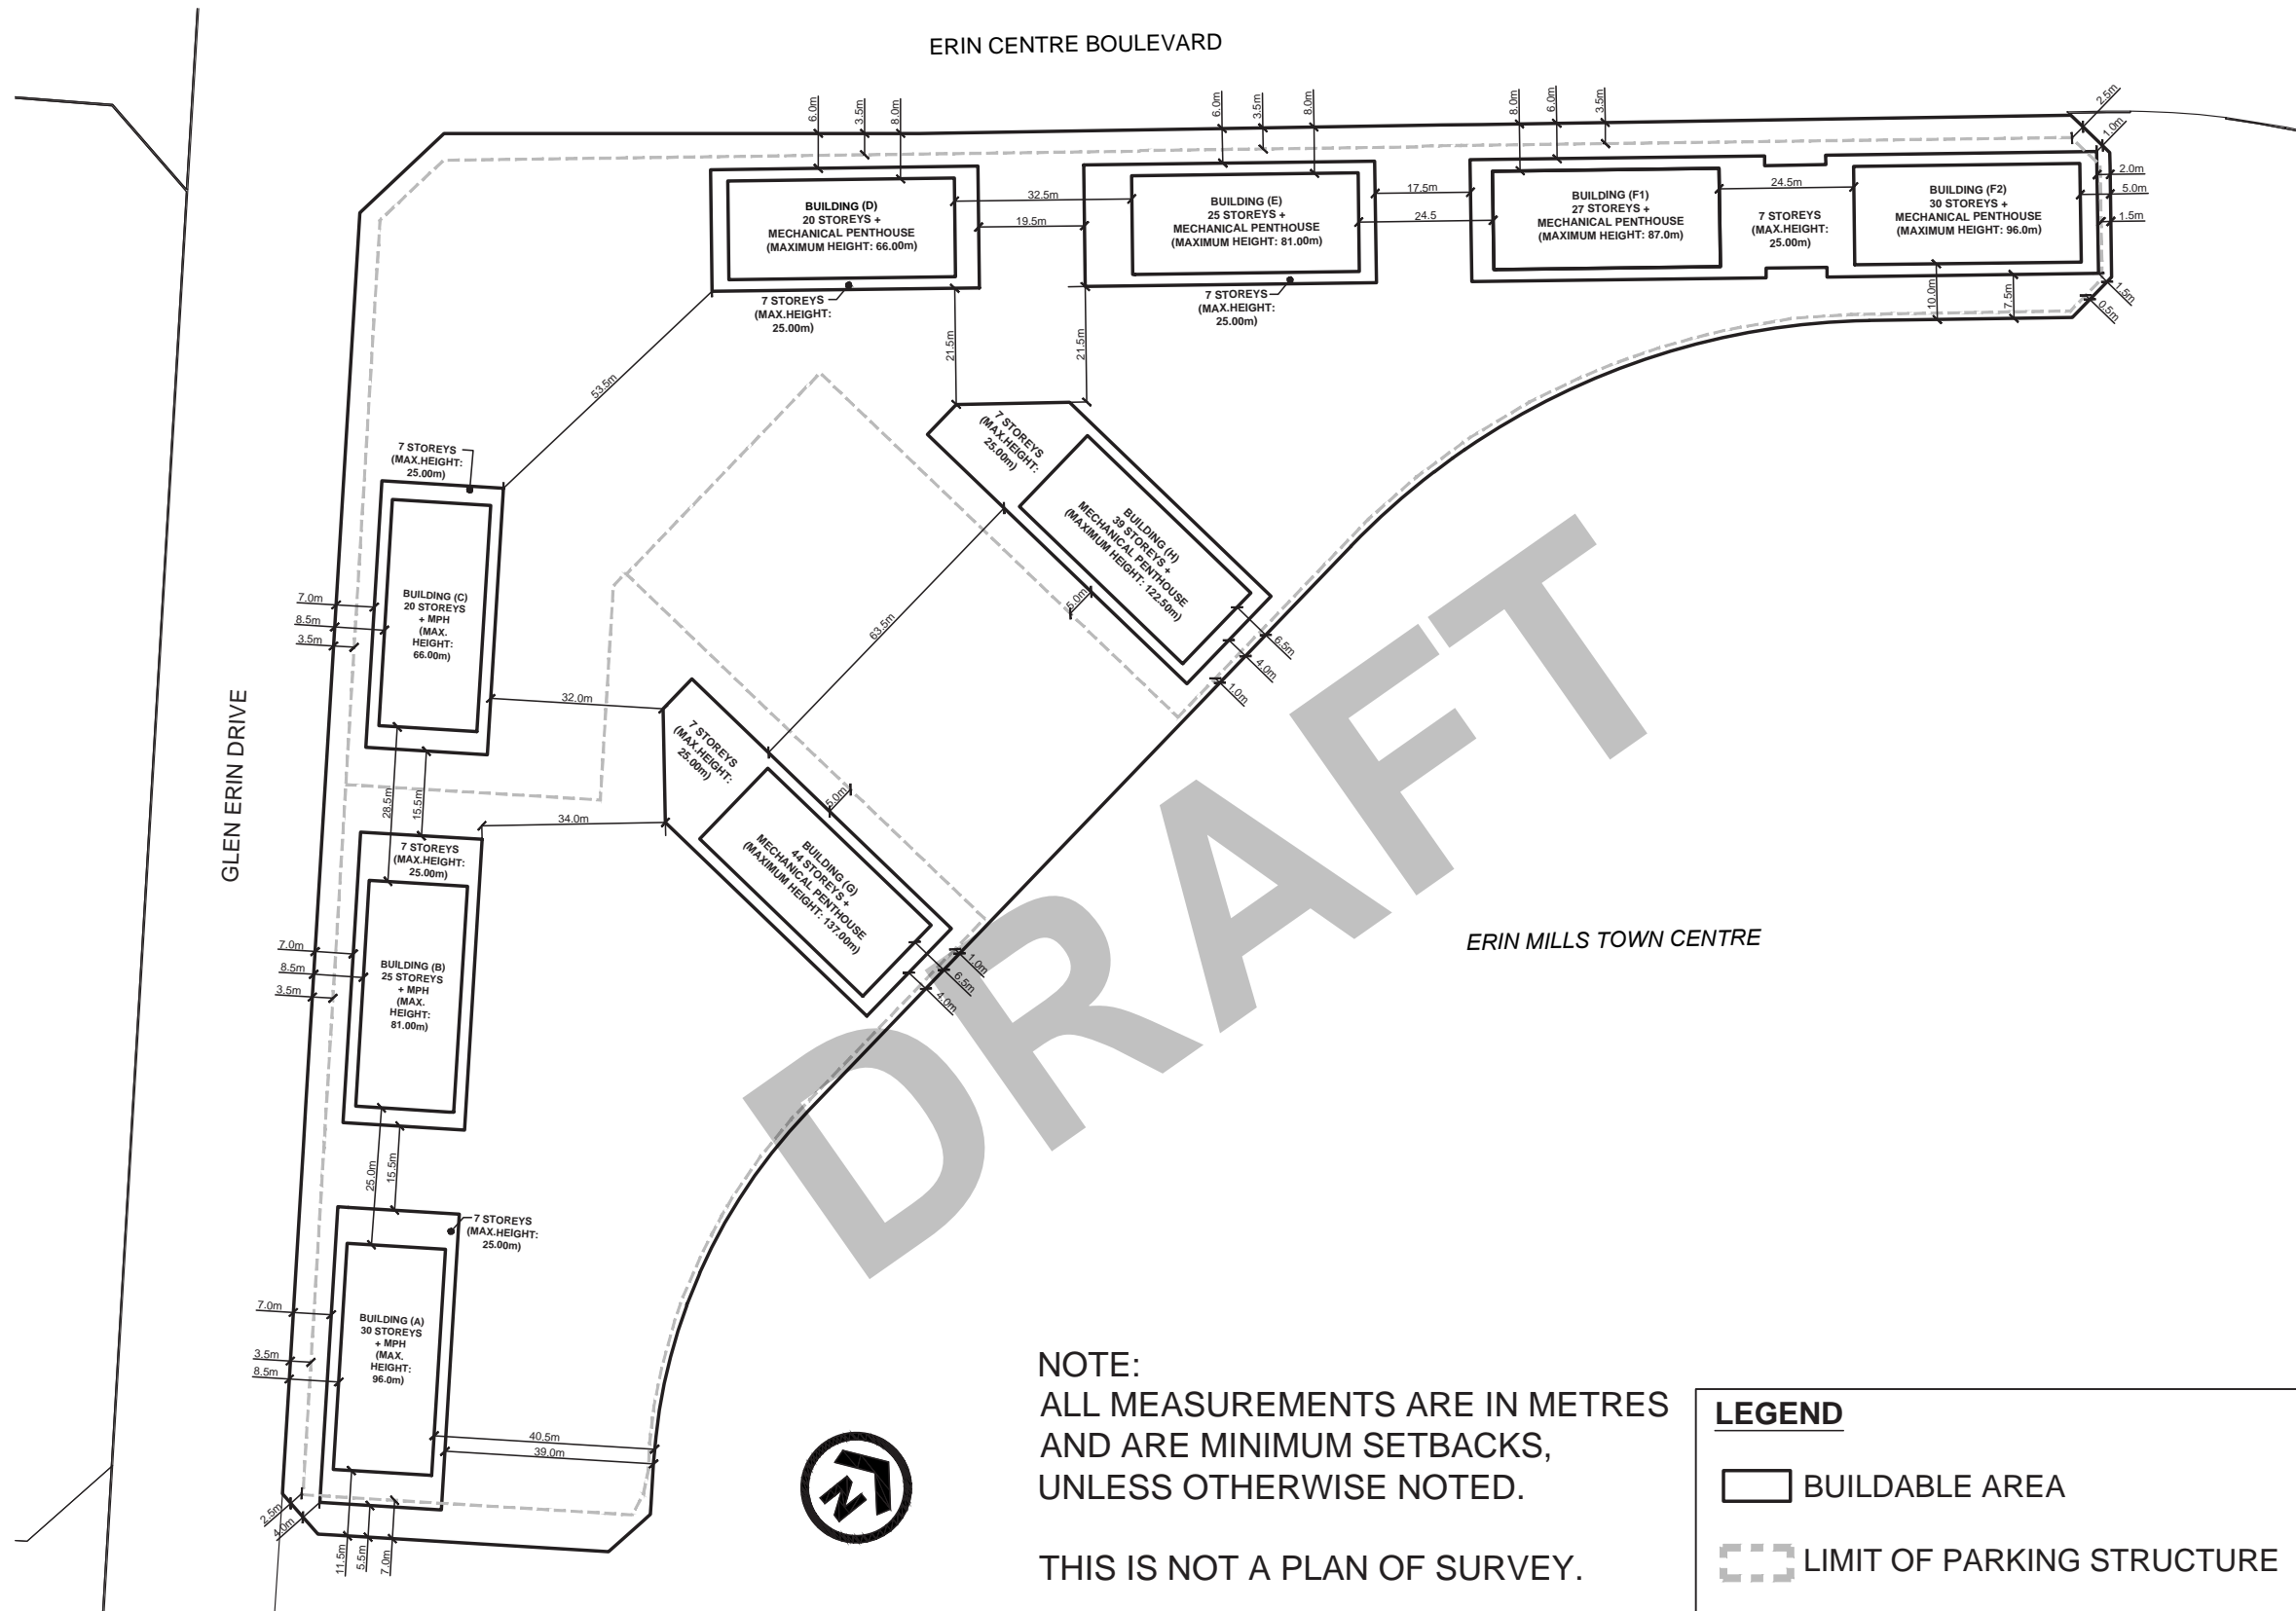 ERIN CENTRE BOULEVARD
6.0m
3.5m
8.0m
6.0m
3.5m
8.0m
8.0m
6.0m
3.5m
2.5m
1.0m
2.0m
5.0m
1.5m
1.5m
0.5m
BUILDING (D)
20 STOREYS +
MECHANICAL PENTHOUSE
(MAXIMUM HEIGHT: 66.00m)
32.5m
19.5m
BUILDING (E)
25 STOREYS +
MECHANICAL PENTHOUSE
(MAXIMUM HEIGHT: 81.00m)
17.5m
24.5
BUILDING (F1)
27 STOREYS +
MECHANICAL PENTHOUSE
(MAXIMUM HEIGHT: 87.0m)
24.5m
7 STOREYS
(MAX.HEIGHT:
25.00m)
BUILDING (F2)
30 STOREYS +
MECHANICAL PENTHOUSE
(MAXIMUM HEIGHT: 96.0m)
10.0m
7.5m
7 STOREYS
(MAX.HEIGHT:
25.00m)
7 STOREYS
(MAX.HEIGHT:
25.00m)
21.5m
21.5m
53.5m
7 STOREYS
(MAX.HEIGHT:
25.00m)
7 STOREYS
(MAX.HEIGHT:
25.00m)
BUILDING (H)
39 STOREYS +
MECHANICAL PENTHOUSE
(MAXIMUM HEIGHT: 122.50m)
5.0m
6.5m
4.0m
1.0m
63.5m
7.0m
8.5m
3.5m
BUILDING (C)
20 STOREYS
+ MPH
(MAX.
HEIGHT:
66.00m)
32.0m
GLEN ERIN DRIVE
28.5m
15.5m
34.0m
7 STOREYS
(MAX.HEIGHT:
25.00m)
5.0m
BUILDING (G)
44 STOREYS +
MECHANICAL PENTHOUSE
(MAXIMUM HEIGHT: 137.00m)
1.0m
6.5m
4.0m
7 STOREYS
(MAX.HEIGHT:
25.00m)
7.0m
8.5m
3.5m
BUILDING (B)
25 STOREYS
+ MPH
(MAX.
HEIGHT:
81.00m)
ERIN MILLS TOWN CENTRE
DRAFT
25.0m
15.5m
7 STOREYS
(MAX.HEIGHT:
25.00m)
7.0m
3.5m
8.5m
BUILDING (A)
30 STOREYS
+ MPH
(MAX.
HEIGHT:
96.0m)
40.5m
39.0m
2.5m
4.0m
11.5m
5.5m
7.0m
N
NOTE:
ALL MEASUREMENTS ARE IN METRES
AND ARE MINIMUM SETBACKS,
UNLESS OTHERWISE NOTED.
THIS IS NOT A PLAN OF SURVEY.
LEGEND
BUILDABLE AREA
LIMIT OF PARKING STRUCTURE